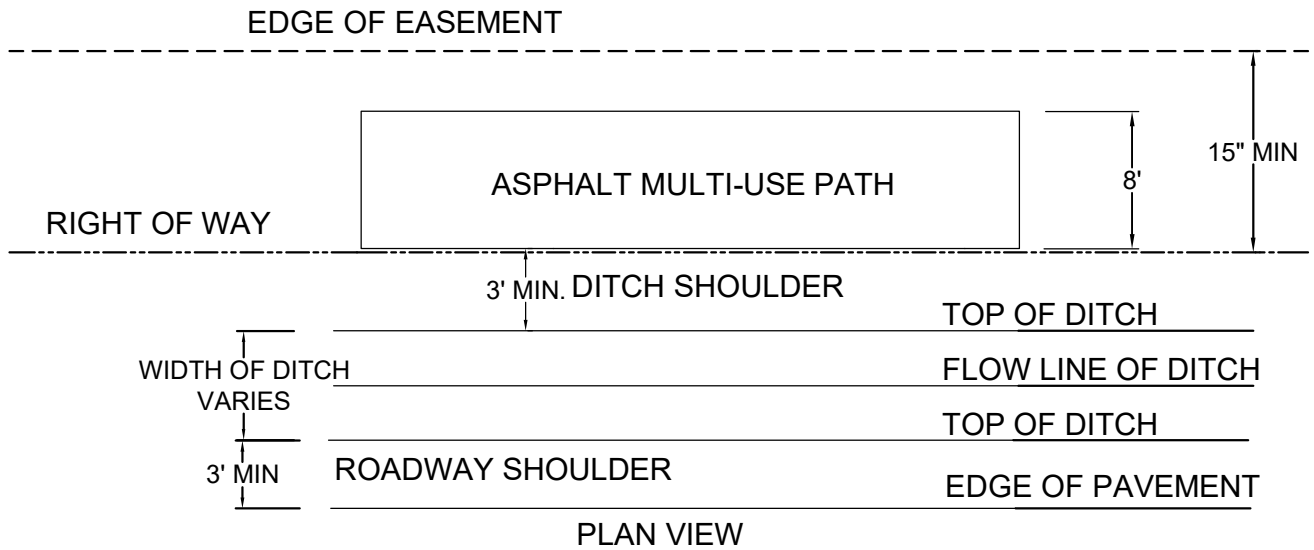 EDGE OF EASEMENT
15" MIN
8'
ASPHALT MULTI-USE PATH
RIGHT OF WAY
3' MIN. DITCH SHOULDER
TOP OF DITCH
WIDTH OF DITCH
VARIES
FLOW LINE OF DITCH
TOP OF DITCH
3' MIN
ROADWAY SHOULDER
EDGE OF PAVEMENT
PLAN VIEW